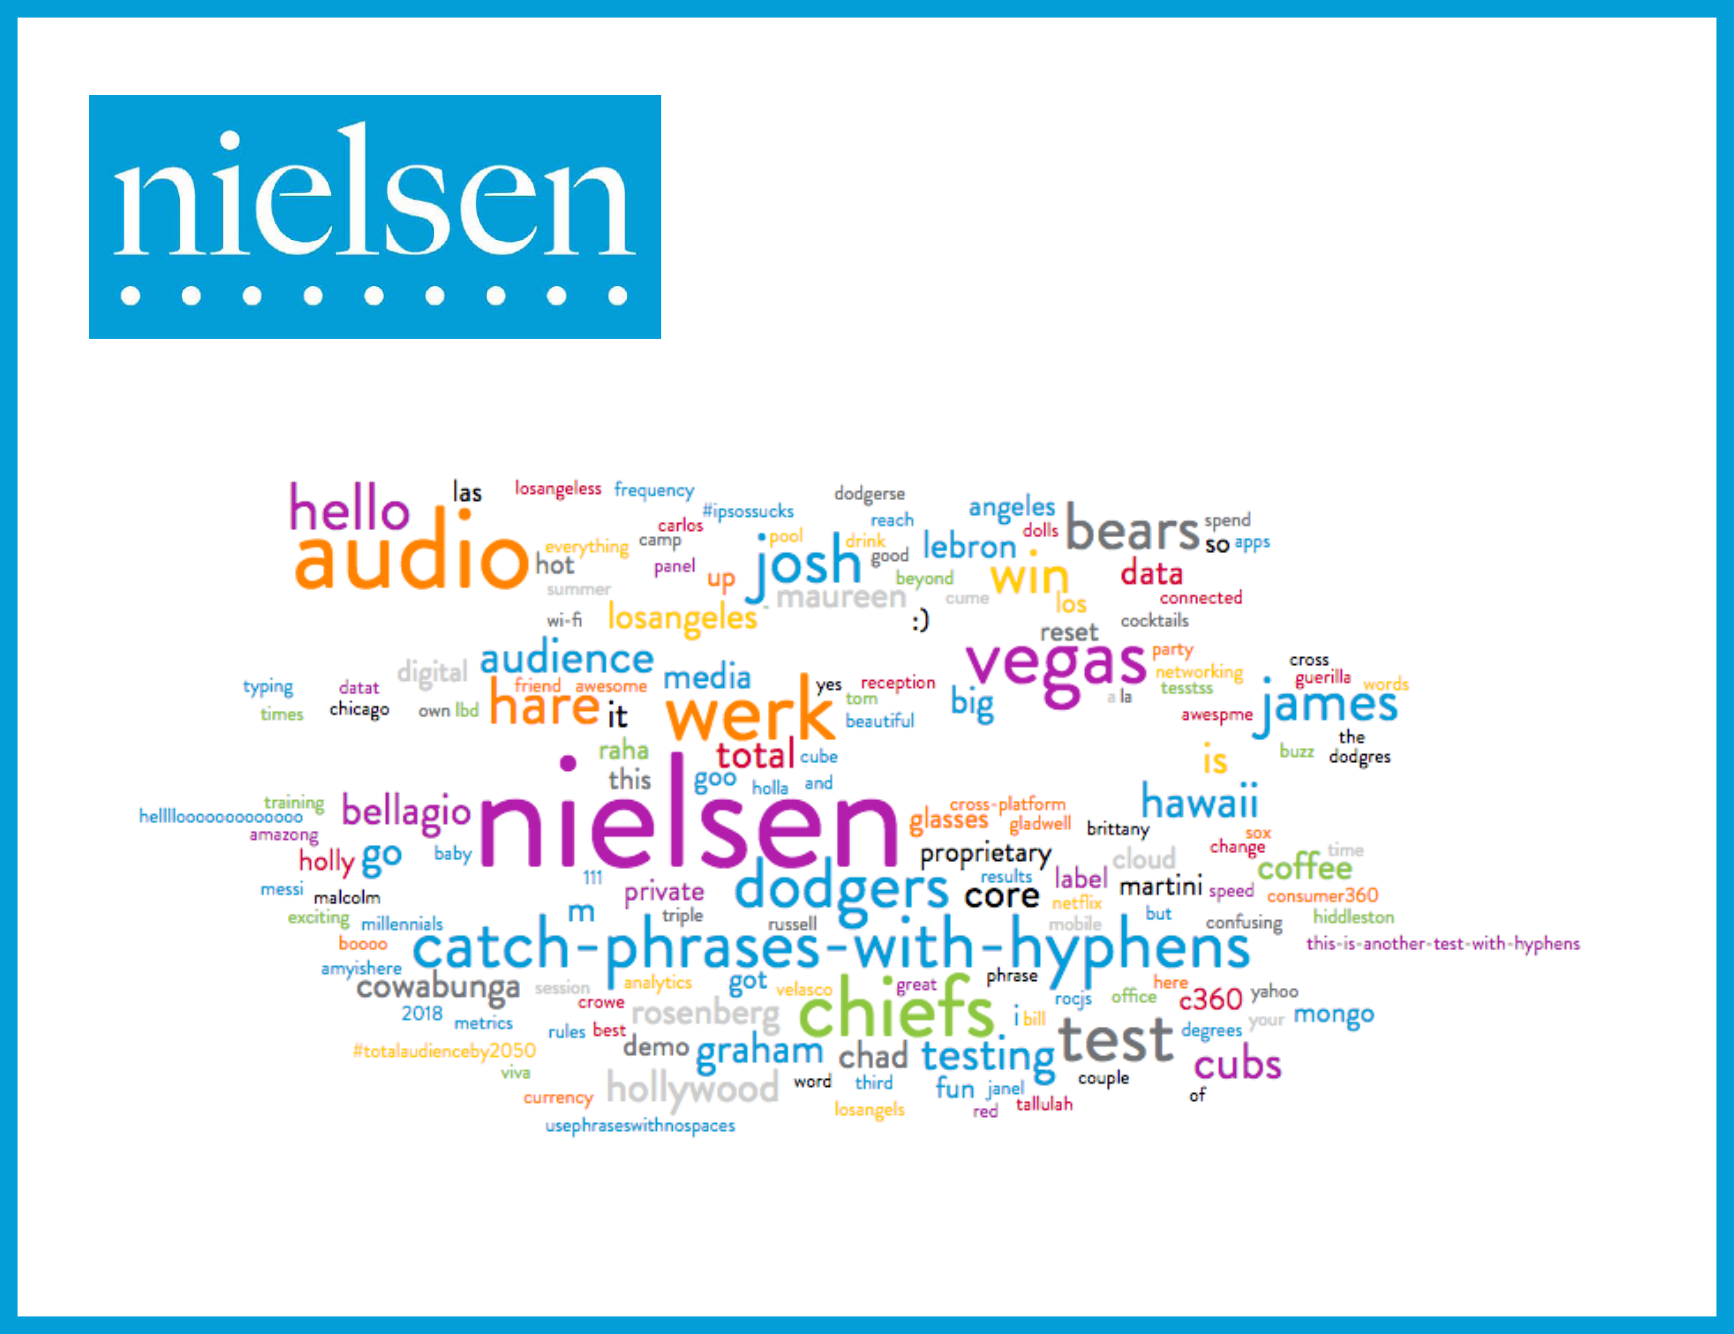 nielsen
hello las losangeless frequency dodgerse
#ipsossucks angeles
audio carlos reach dolls bears spend
everything camp pool drink lebron so apps
hot panel josh good
summer up beyond win data
maureen cume los connected
wi-fi losangeles :) reset cocktails
audience vegas party cross
digital media networking guerilla
typing datat friend awesome yes reception tesstss words
times chicago own lbd hare it werk tom beautiful big a la awespme james
raha total cube is buzz the
this goo holla and dodgres
training bellagio nielsen cross-platform hawaii
helllloooooooooooooo glasses gladwell brittany sox
amazong proprietary change time
holly go baby cloud coffee
messi 111 private dodgers results label martini speed consumer360
malcolm core netflix
exciting millennials m triple russell mobile but confusing hiddleston
boooo catch-phrases-with-hyphens this-is-another-test-with-hyphens
amyishere
cowabunga session analytics got velasco great phrase here
crowe chiefs rocjs office c360 yahoo
2018 metrics rosenberg i bill your mongo
rules best test degrees
#totalaudienceby2050 demo graham chad testing cubs
viva hollywood word third fun janel couple
currency losangels red tallulah of
usephraseswithnospaces